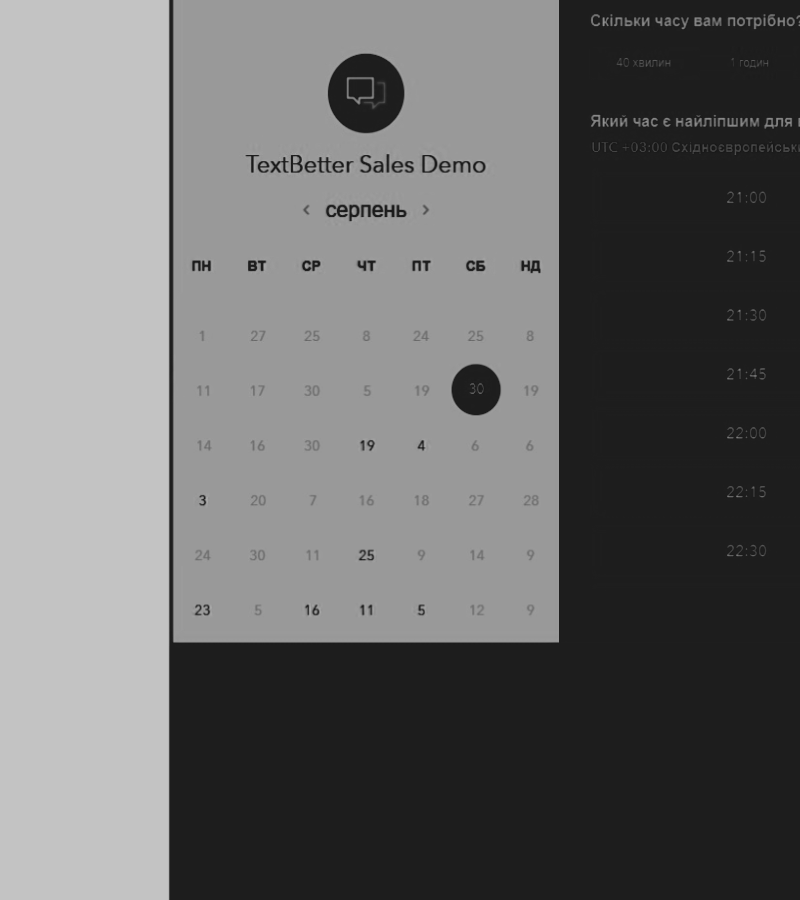 TextBetter Sales Demo
‹ серпень ›
ПН ВТ СР ЧТ ПТ СБ НД
1 27 25 8 24 25 8
11 17 30 5 19 30 19
14 16 30 19 4 6 6
3 20 7 16 18 27 28
24 30 11 25 9 14 9
23 5 16 11 5 12 9
Скільки часу вам потрібно?
40 хвилин 1 годин
Який час є найліпшим для
UTC +03:00
21:00
21:15
21:30
21:45
22:00
22:15
22:30